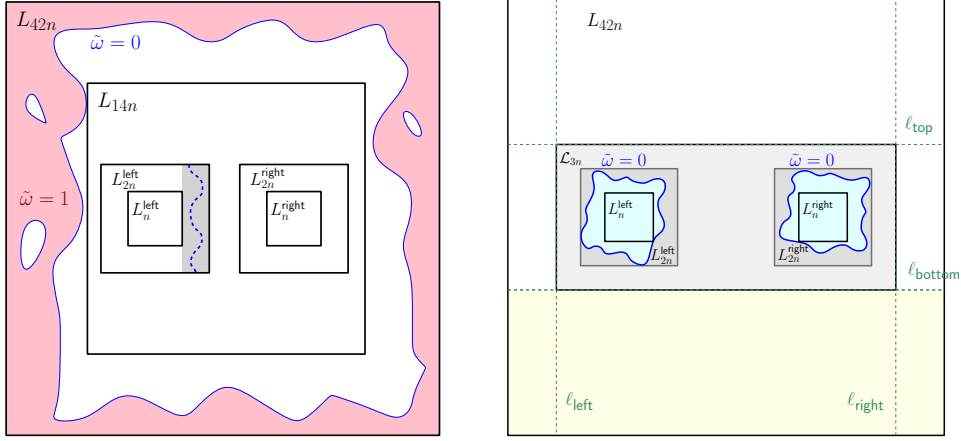 L_{42n}
ω̃ = 0
L_{14n}
L_{2n}^{left}
L_{2n}^{right}
ω̃ = 1
L_n^{left}
L_n^{right}
L_{42n}
ℓ_{top}
𝓛_{3n}
ω̃ = 0
ω̃ = 0
L_n^{left}
L_n^{right}
L_{2n}^{left}
L_{2n}^{right}
ℓ_{bottom}
ℓ_{left}
ℓ_{right}